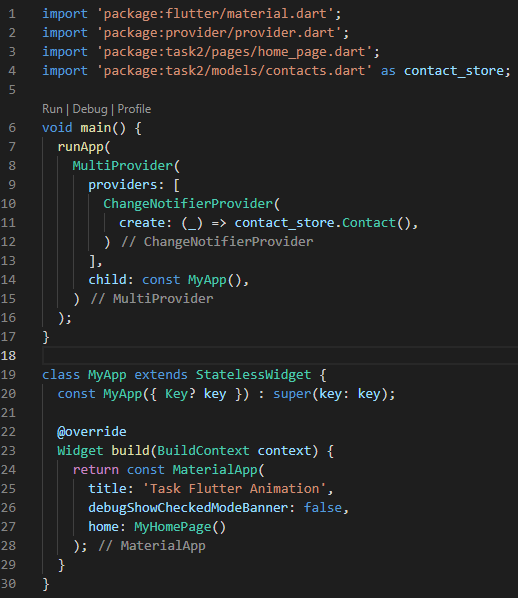 1 import 'package:flutter/material.dart';
2 import 'package:provider/provider.dart';
3 import 'package:task2/pages/home_page.dart';
4 import 'package:task2/models/contacts.dart' as contact_store;
5
Run | Debug | Profile
6 void main() {
7   runApp(
8     MultiProvider(
9       providers: [
10         ChangeNotifierProvider(
11           create: (_) => contact_store.Contact(),
12         ) // ChangeNotifierProvider
13       ],
14       child: const MyApp(),
15     ) // MultiProvider
16   );
17 }
18
19 class MyApp extends StatelessWidget {
20   const MyApp({ Key? key }) : super(key: key);
21
22   @override
23   Widget build(BuildContext context) {
24     return const MaterialApp(
25       title: 'Task Flutter Animation',
26       debugShowCheckedModeBanner: false,
27       home: MyHomePage()
28     ); // MaterialApp
29   }
30 }